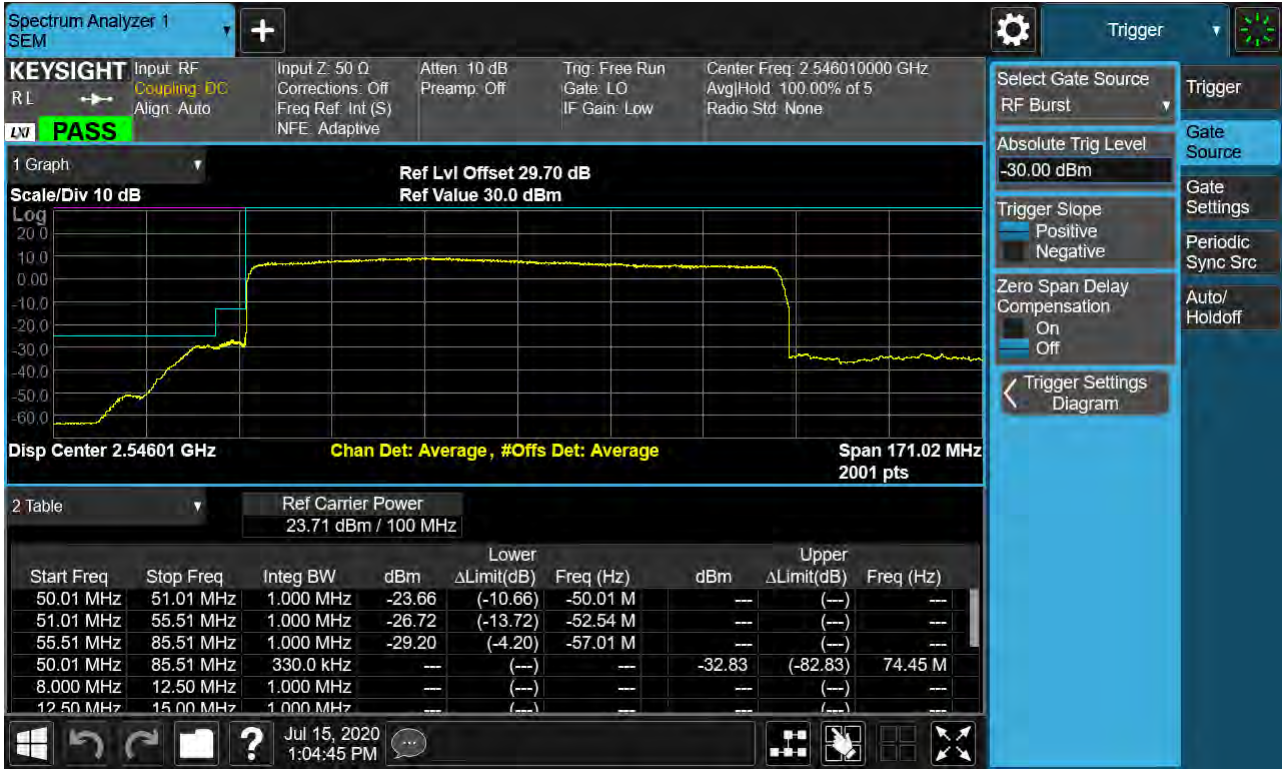 Spectrum Analyzer 1
SEM
Trigger
KEYSIGHT
R L
LXI PASS
Input: RF
Coupling: DC
Align: Auto
Input Z: 50 Ω
Corrections: Off
Freq Ref: Int (S)
NFE: Adaptive
Atten: 10 dB
Preamp: Off
Trig: Free Run
Gate: LO
IF Gain: Low
Center Freq: 2.546010000 GHz
Avg|Hold: 100.00% of 5
Radio Std: None
1 Graph
Scale/Div 10 dB
Ref Lvl Offset 29.70 dB
Ref Value 30.0 dBm
Log
20.0
10.0
0.00
-10.0
-20.0
-30.0
-40.0
-50.0
-60.0
Disp Center 2.54601 GHz Chan Det: Average, #Offs Det: Average Span 171.02 MHz
2001 pts
2 Table
Ref Carrier Power
23.71 dBm / 100 MHz
Lower Upper
Start Freq Stop Freq Integ BW dBm ΔLimit(dB) Freq (Hz) dBm ΔLimit(dB) Freq (Hz)
50.01 MHz 51.01 MHz 1.000 MHz -23.66 (-10.66) -50.01 M --- (---) ---
51.01 MHz 55.51 MHz 1.000 MHz -26.72 (-13.72) -52.54 M --- (---) ---
55.51 MHz 85.51 MHz 1.000 MHz -29.20 (-4.20) -57.01 M --- (---) ---
50.01 MHz 85.51 MHz 330.0 kHz --- (---) --- -32.83 (-82.83) 74.45 M
8.000 MHz 12.50 MHz 1.000 MHz --- (---) --- --- (---) ---
12.50 MHz 15.00 MHz 1.000 MHz --- (---) --- --- (---) ---
Jul 15, 2020
1:04:45 PM
Select Gate Source
RF Burst
Absolute Trig Level
-30.00 dBm
Trigger Slope
Positive
Negative
Zero Span Delay
Compensation
On
Off
Trigger Settings
Diagram
Trigger
Gate
Source
Gate
Settings
Periodic
Sync Src
Auto/
Holdoff